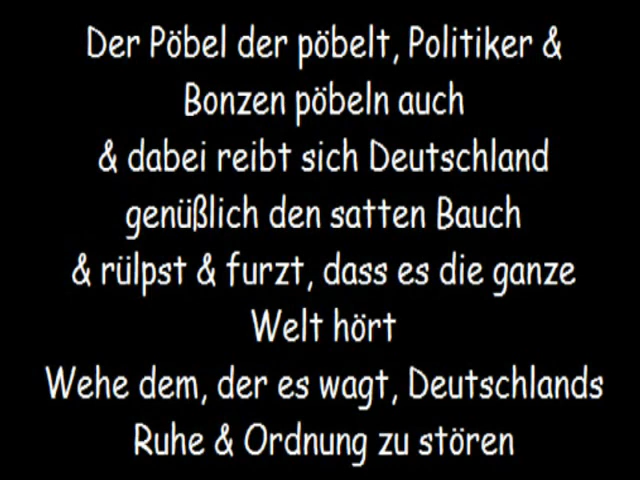 Der Pöbel der pöbelt, Politiker &
Bonzen pöbeln auch
& dabei reibt sich Deutschland
genüßlich den satten Bauch
& rülpst & furzt, dass es die ganze
Welt hört
Wehe dem, der es wagt, Deutschlands
Ruhe & Ordnung zu stören